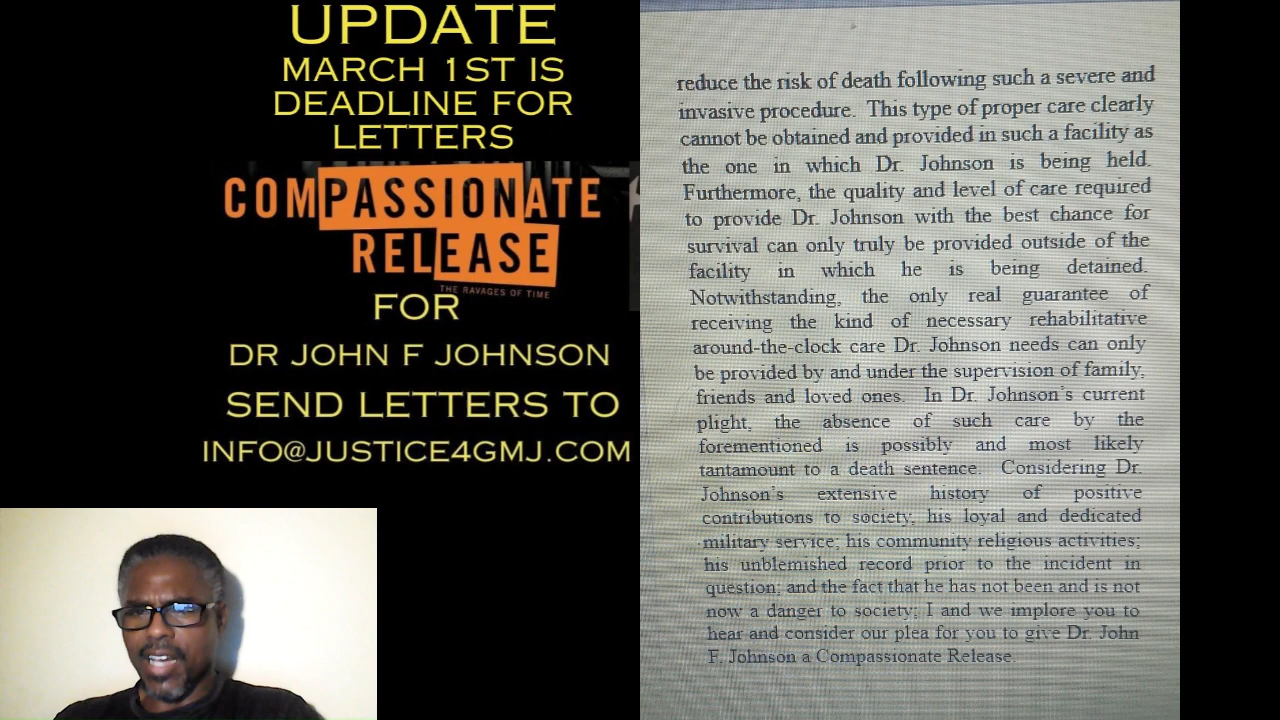 UPDATE
MARCH 1ST IS
DEADLINE FOR
LETTERS
COMPASSIONATE
RELEASE
THE RAVAGES OF TIME
FOR
DR JOHN F JOHNSON
SEND LETTERS TO
INFO@JUSTICE4GMJ.COM
reduce the risk of death following such a severe and
invasive procedure. This type of proper care clearly
cannot be obtained and provided in such a facility as
the one in which Dr. Johnson is being held.
Furthermore, the quality and level of care required
to provide Dr. Johnson with the best chance for
survival can only truly be provided outside of the
facility in which he is being detained.
Notwithstanding, the only real guarantee of
receiving the kind of necessary rehabilitative
around-the-clock care Dr. Johnson needs can only
be provided by and under the supervision of family,
friends and loved ones. In Dr. Johnson's current
plight, the absence of such care by the
forementioned is possibly and most likely
tantamount to a death sentence. Considering Dr.
Johnson's extensive history of positive
contributions to society; his loyal and dedicated
military service; his community religious activities;
his unblemished record prior to the incident in
question; and the fact that he has not been and is not
now a danger to society; I and we implore you to
hear and consider our plea for you to give Dr. John
F. Johnson a Compassionate Release.